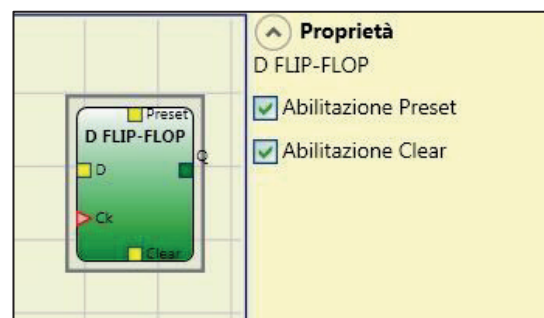 Preset
D FLIP-FLOP
D
Q
Ck
Clear
Proprietà
D FLIP-FLOP
Abilitazione Preset
Abilitazione Clear